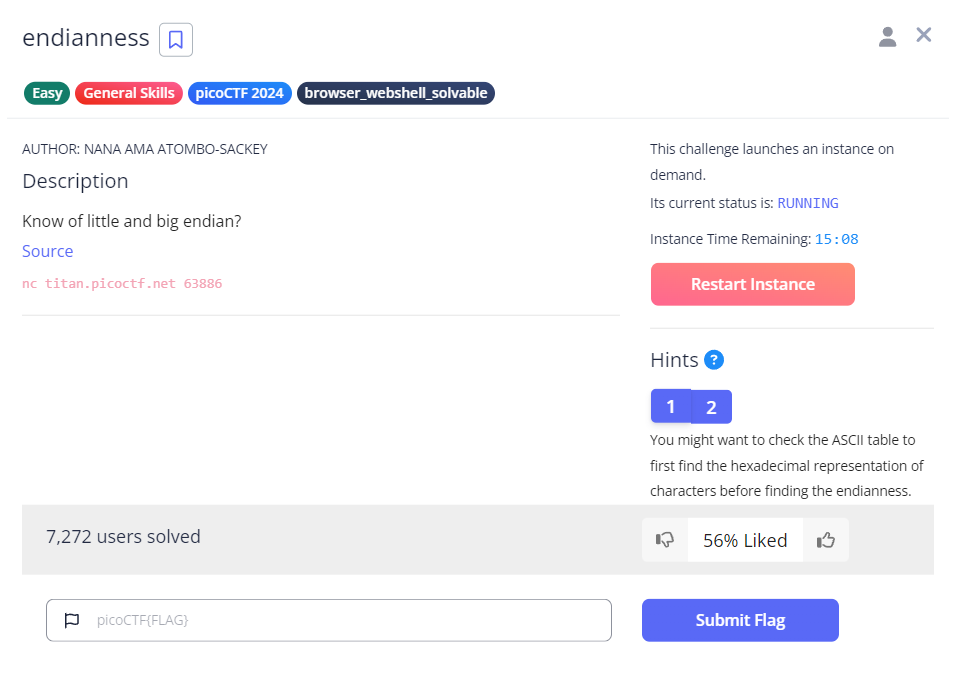 endianness
Easy General Skills picoCTF 2024 browser_webshell_solvable
AUTHOR: NANA AMA ATOMBO-SACKEY
Description
Know of little and big endian?
Source
nc titan.picoctf.net 63886
This challenge launches an instance on
demand.
Its current status is: RUNNING
Instance Time Remaining: 15:08
Restart Instance
Hints ?
1 2
You might want to check the ASCII table to
first find the hexadecimal representation of
characters before finding the endianness.
7,272 users solved
56% Liked
picoCTF{FLAG}
Submit Flag